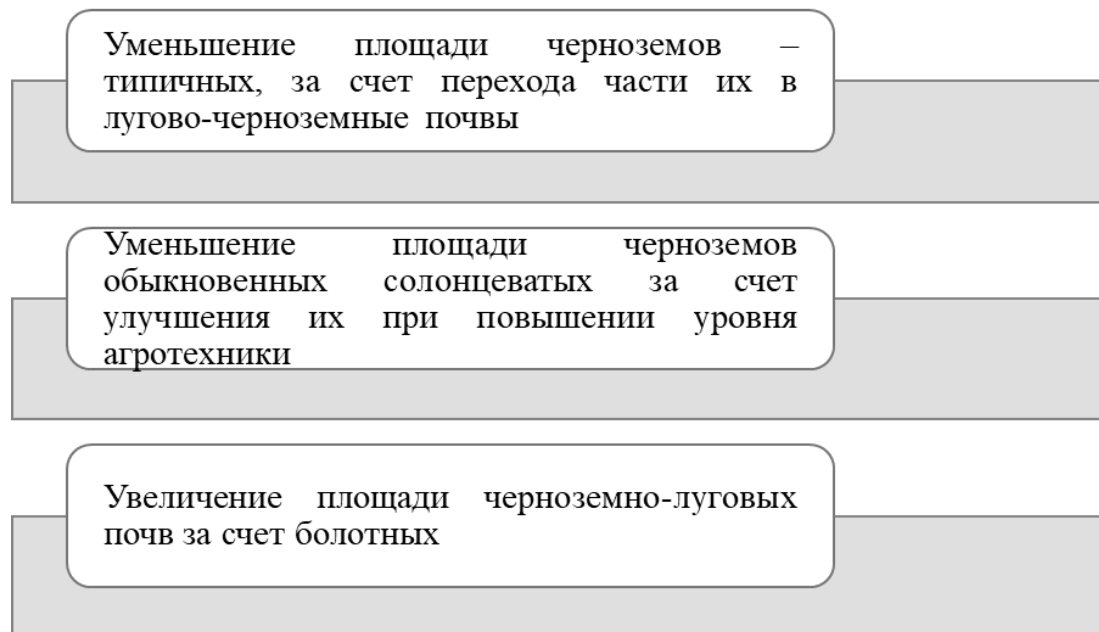 Уменьшение площади черноземов –
типичных, за счет перехода части их в
лугово-черноземные почвы
Уменьшение площади черноземов
обыкновенных солонцеватых за счет
улучшения их при повышении уровня
агротехники
Увеличение площади черноземно-луговых
почв за счет болотных